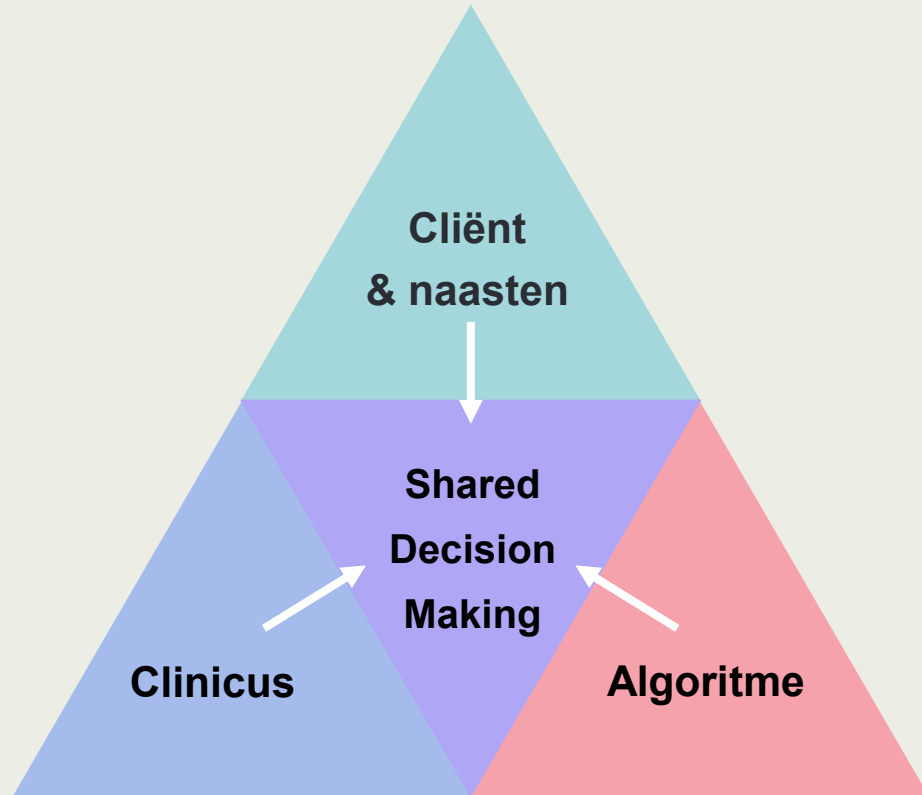 Cliënt
& naasten
Shared
Decision
Making
Clinicus
Algoritme